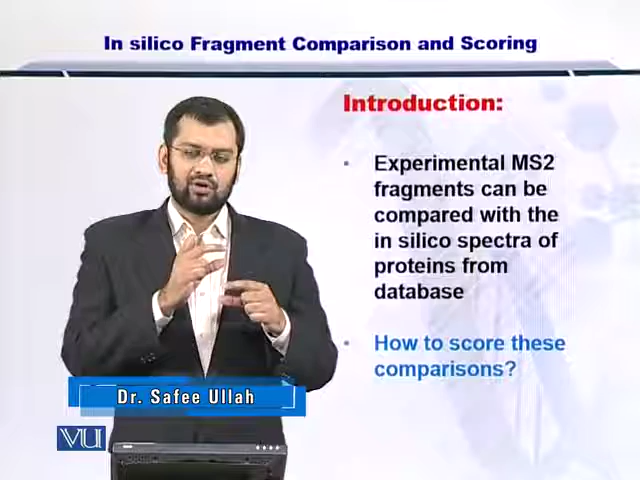 In silico Fragment Comparison and Scoring
Introduction:
• Experimental MS2
fragments can be
compared with the
in silico spectra of
proteins from
database
• How to score these
comparisons?
Dr. Safee Ullah
VU